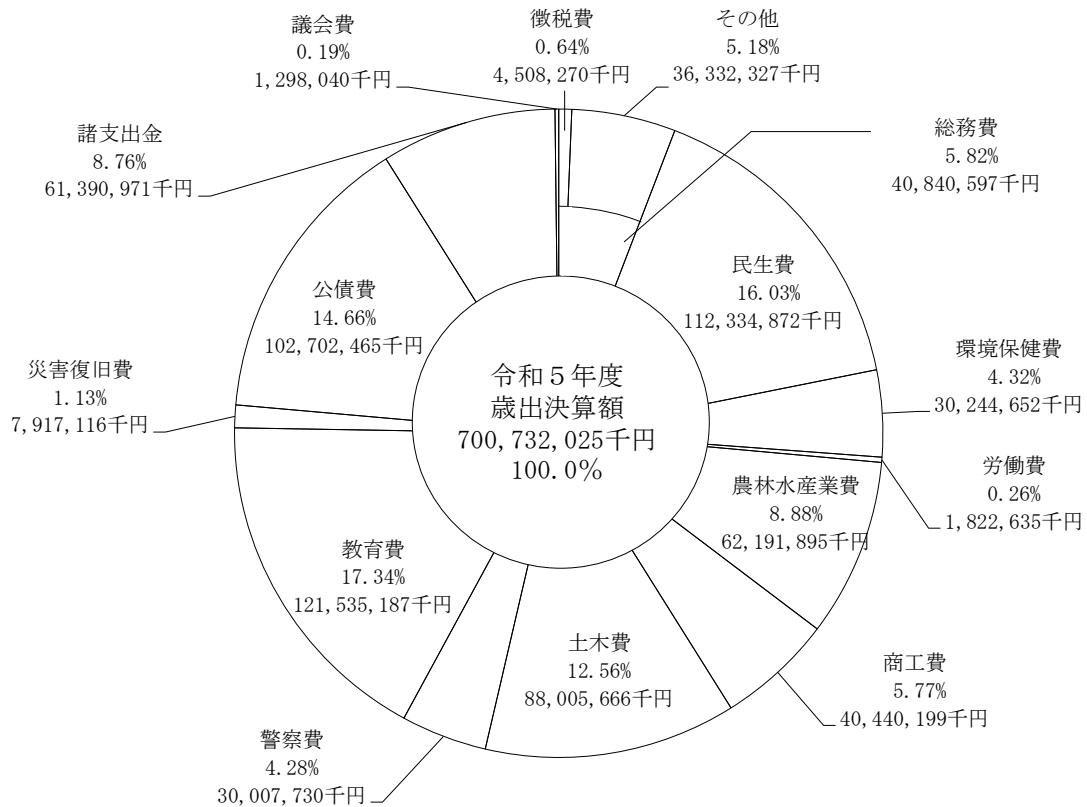 議会費
0.19%
1,298,040千円
徴税費
0.64%
4,508,270千円
その他
5.18%
36,332,327千円
総務費
5.82%
40,840,597千円
諸支出金
8.76%
61,390,971千円
民生費
16.03%
112,334,872千円
公債費
14.66%
102,702,465千円
環境保健費
4.32%
30,244,652千円
災害復旧費
1.13%
7,917,116千円
令和５年度
歳出決算額
700,732,025千円
100.0%
労働費
0.26%
1,822,635千円
農林水産業費
8.88%
62,191,895千円
教育費
17.34%
121,535,187千円
土木費
12.56%
88,005,666千円
商工費
5.77%
40,440,199千円
警察費
4.28%
30,007,730千円